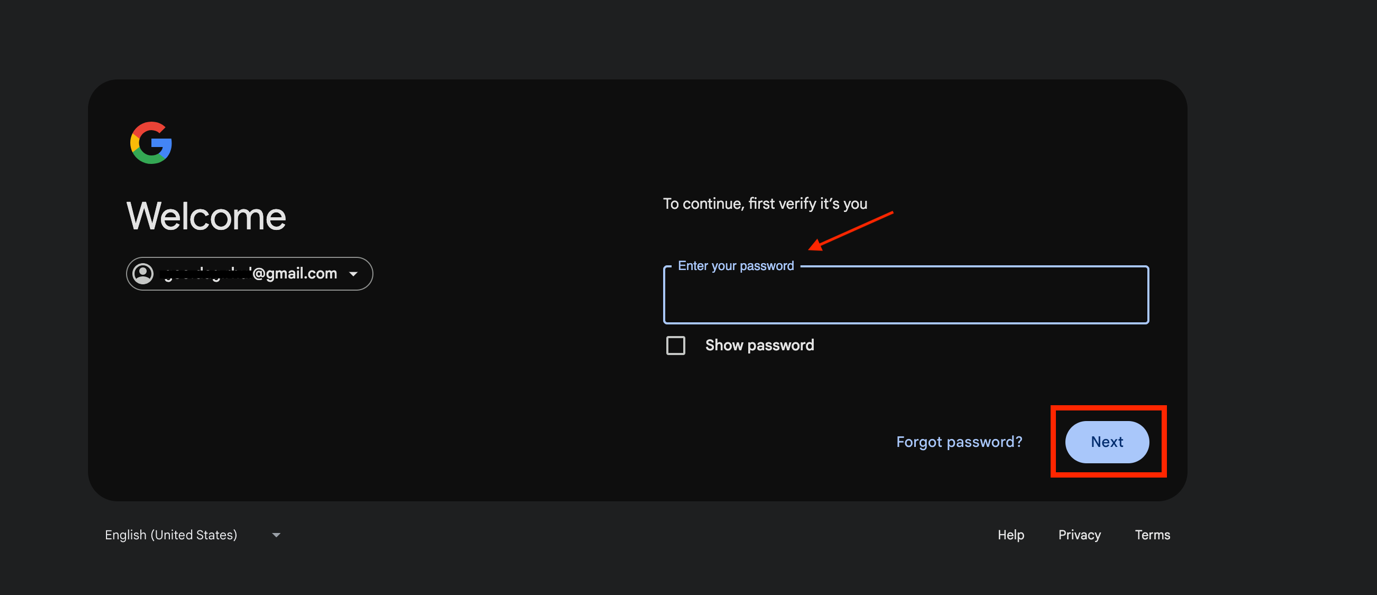 Welcome
@gmail.com
To continue, first verify it’s you
Enter your password
Show password
Forgot password?
Next
English (United States)
Help
Privacy
Terms